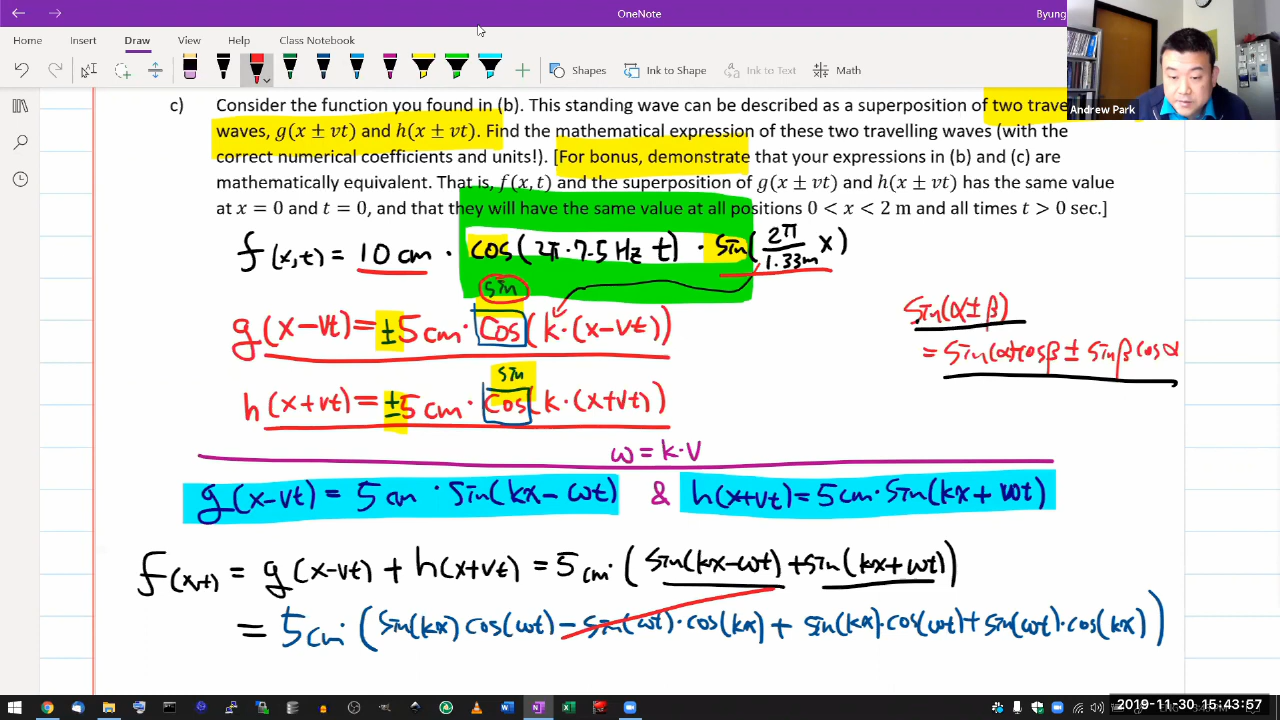 OneNote
Byung
Home Insert Draw View Help Class Notebook
Shapes Ink to Shape Ink to Text Math
Andrew Park
c) Consider the function you found in (b). This standing wave can be described as a superposition of two trave
waves, g(x ± vt) and h(x ± vt). Find the mathematical expression of these two travelling waves (with the
correct numerical coefficients and units!). [For bonus, demonstrate that your expressions in (b) and (c) are
mathematically equivalent. That is, f(x, t) and the superposition of g(x ± vt) and h(x ± vt) has the same value
at x = 0 and t = 0, and that they will have the same value at all positions 0 < x < 2 m and all times t > 0 sec.]
f(x,t) = 10 cm · cos(2π·7.5 Hz t) · sin(2π/1.33m x)
sin
g(x-vt) = ±5 cm · cos(k·(x-vt))
sin(α±β)
= sin(α)cosβ ± sinβ cosα
sin
h(x+vt) = ±5 cm · cos(k·(x+vt))
ω = k·v
g(x-vt) = 5 cm · sin(kx - ωt) & h(x+vt) = 5 cm · sin(kx + ωt)
f(x,t) = g(x-vt) + h(x+vt) = 5 cm · (sin(kx-ωt) + sin(kx+ωt))
= 5 cm · (sin(kx) cos(ωt) - sin(ωt)·cos(kx) + sin(kx)·cos(ωt) + sin(ωt)·cos(kx))
2019-11-30 15:43:57